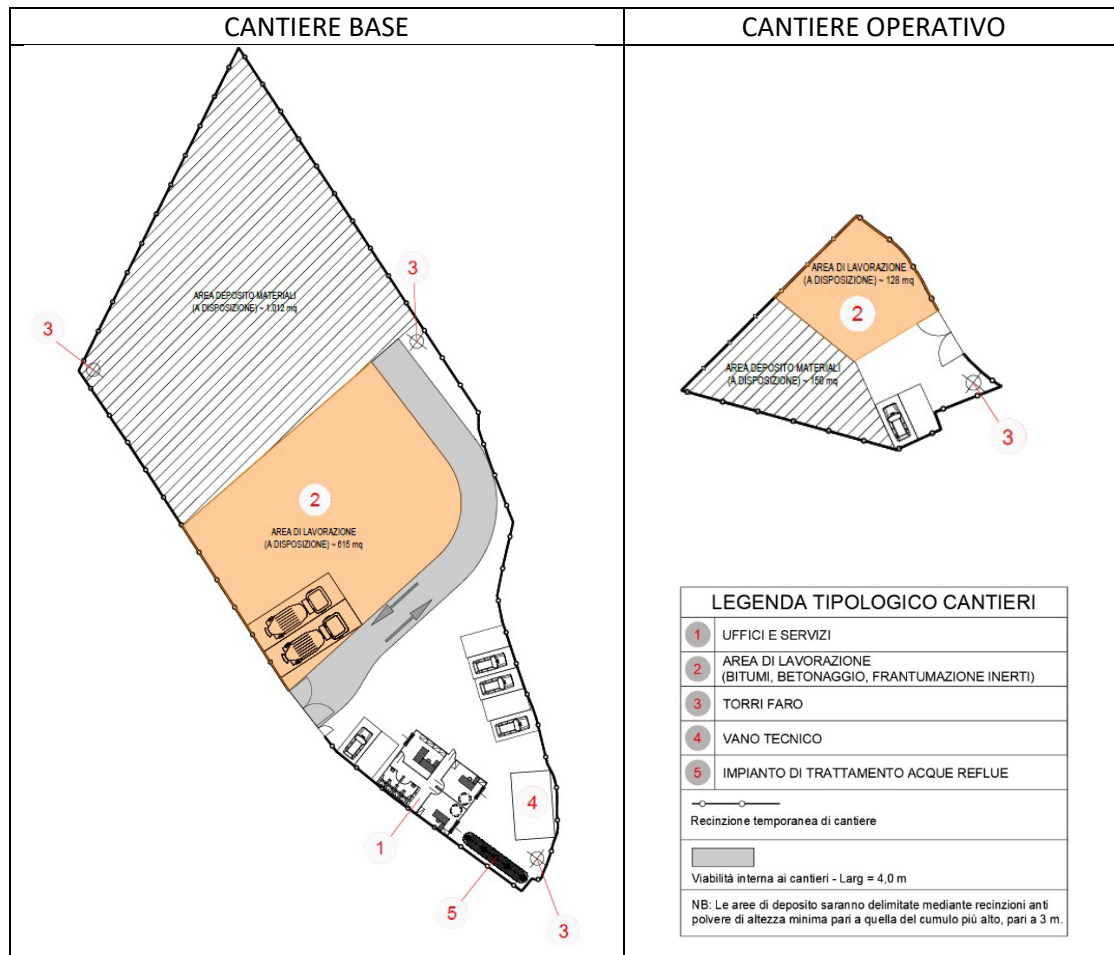 CANTIERE BASE
CANTIERE OPERATIVO
3
3
AREA DEPOSITO MATERIALI
(A DISPOSIZIONE) ~ 1.012 mq
2
AREA DI LAVORAZIONE
(A DISPOSIZIONE) ~ 615 mq
4
1
5
3
AREA DI LAVORAZIONE
(A DISPOSIZIONE) ~ 128 mq
2
AREA DEPOSITO MATERIALI
(A DISPOSIZIONE) ~ 150 mq
3
LEGENDA TIPOLOGICO CANTIERI
1 UFFICI E SERVIZI
2 AREA DI LAVORAZIONE
(BITUMI, BETONAGGIO, FRANTUMAZIONE INERTI)
3 TORRI FARO
4 VANO TECNICO
5 IMPIANTO DI TRATTAMENTO ACQUE REFLUE
Recinzione temporanea di cantiere
Viabilità interna ai cantieri - Larg = 4,0 m
NB: Le aree di deposito saranno delimitate mediante recinzioni anti
polvere di altezza minima pari a quella del cumulo più alto, pari a 3 m.